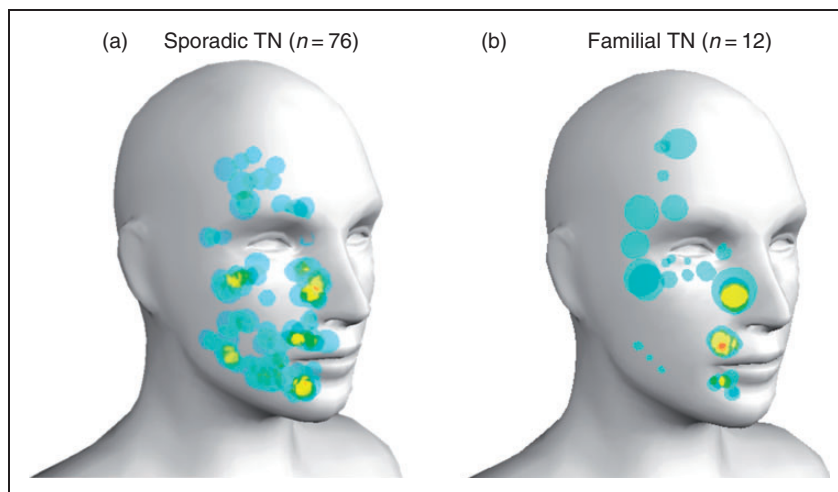 (a) Sporadic TN (n = 76) (b) Familial TN (n = 12)